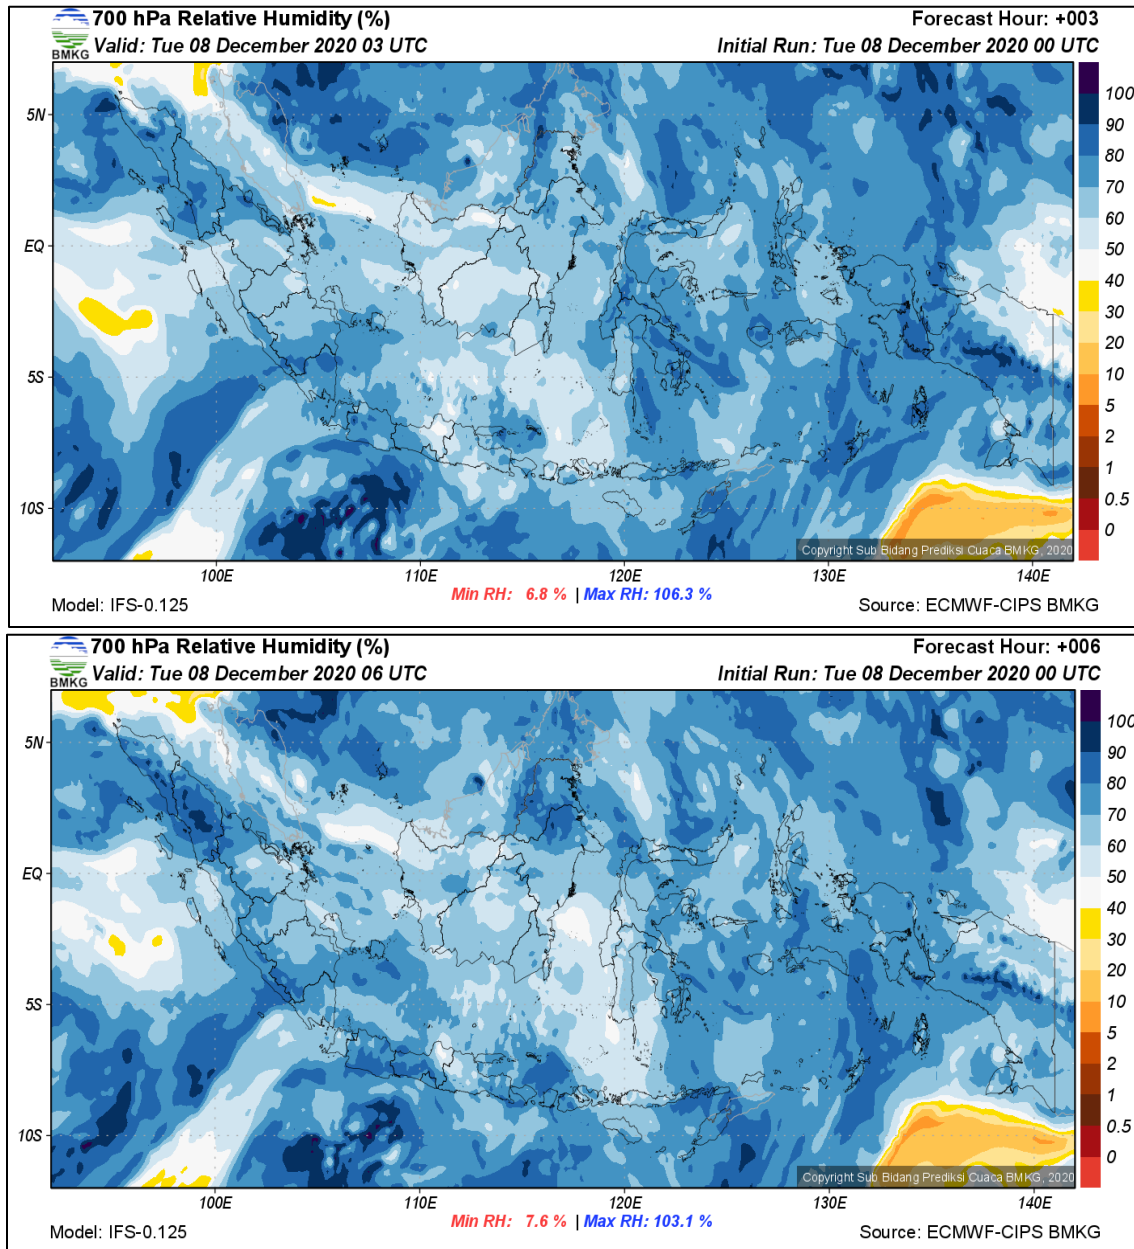 700 hPa Relative Humidity (%)
Forecast Hour: +003
BMKG
Valid: Tue 08 December 2020 03 UTC
Initial Run: Tue 08 December 2020 00 UTC
5N
EQ
5S
10S
100
90
80
70
60
50
40
30
20
10
5
2
1
0.5
0
Copyright Sub Bidang Prediksi Cuaca BMKG, 2020
100E
110E
120E
130E
140E
Min RH: 6.8 % | Max RH: 106.3 %
Model: IFS-0.125
Source: ECMWF-CIPS BMKG
700 hPa Relative Humidity (%)
Forecast Hour: +006
BMKG
Valid: Tue 08 December 2020 06 UTC
Initial Run: Tue 08 December 2020 00 UTC
5N
EQ
5S
10S
100
90
80
70
60
50
40
30
20
10
5
2
1
0.5
0
Copyright Sub Bidang Prediksi Cuaca BMKG, 2020
100E
110E
120E
130E
140E
Min RH: 7.6 % | Max RH: 103.1 %
Model: IFS-0.125
Source: ECMWF-CIPS BMKG